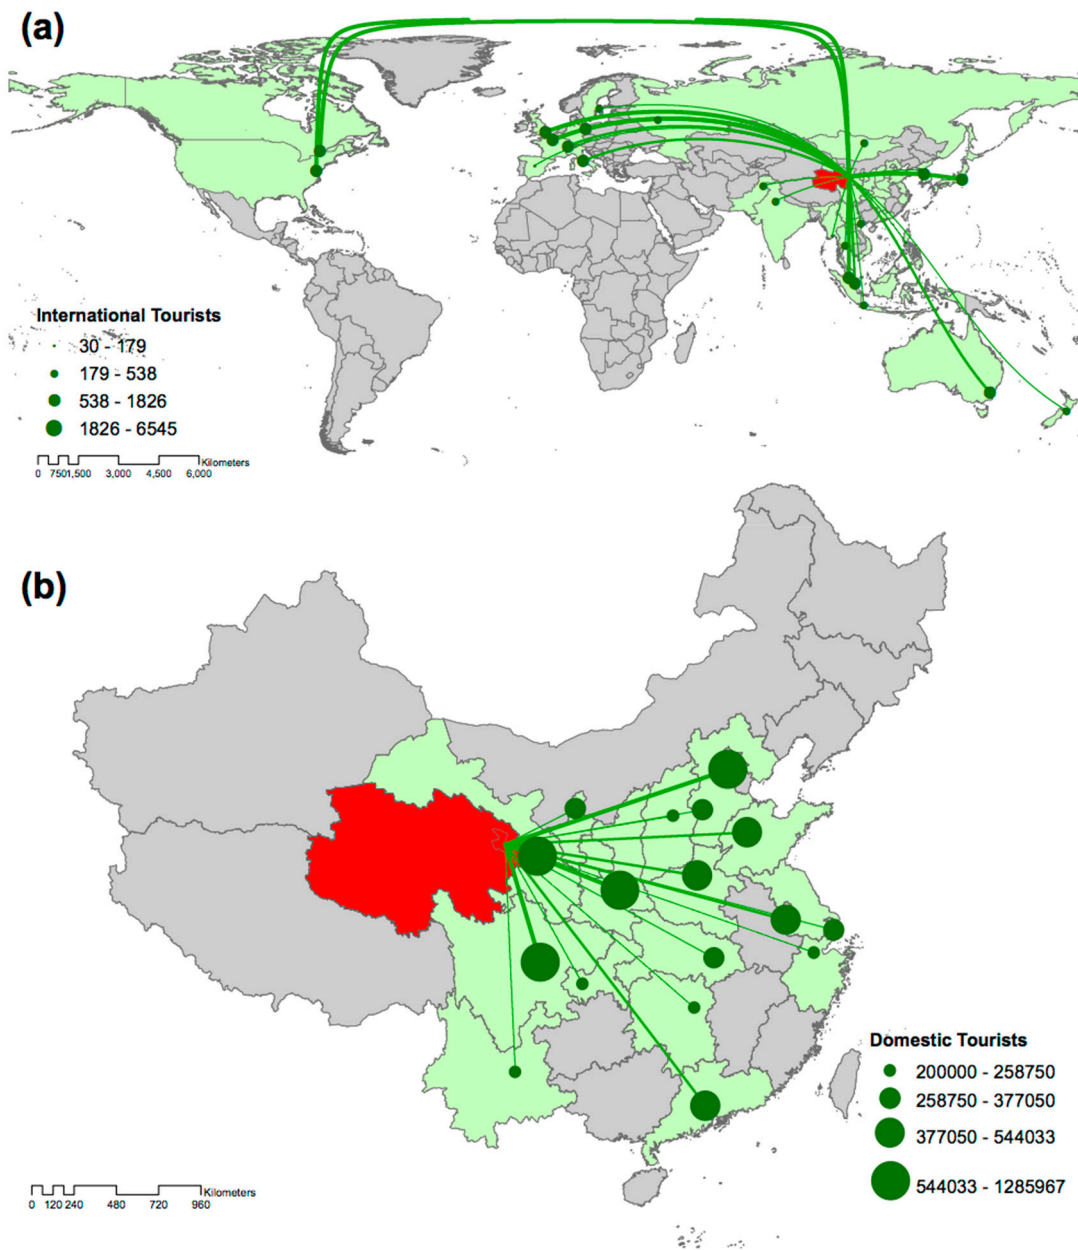 (a)
International Tourists
30 - 179
179 - 538
538 - 1826
1826 - 6545
Kilometers
0 7501,500 3,000 4,500 6,000
(b)
Domestic Tourists
200000 - 258750
258750 - 377050
377050 - 544033
544033 - 1285967
Kilometers
0 120 240 480 720 960